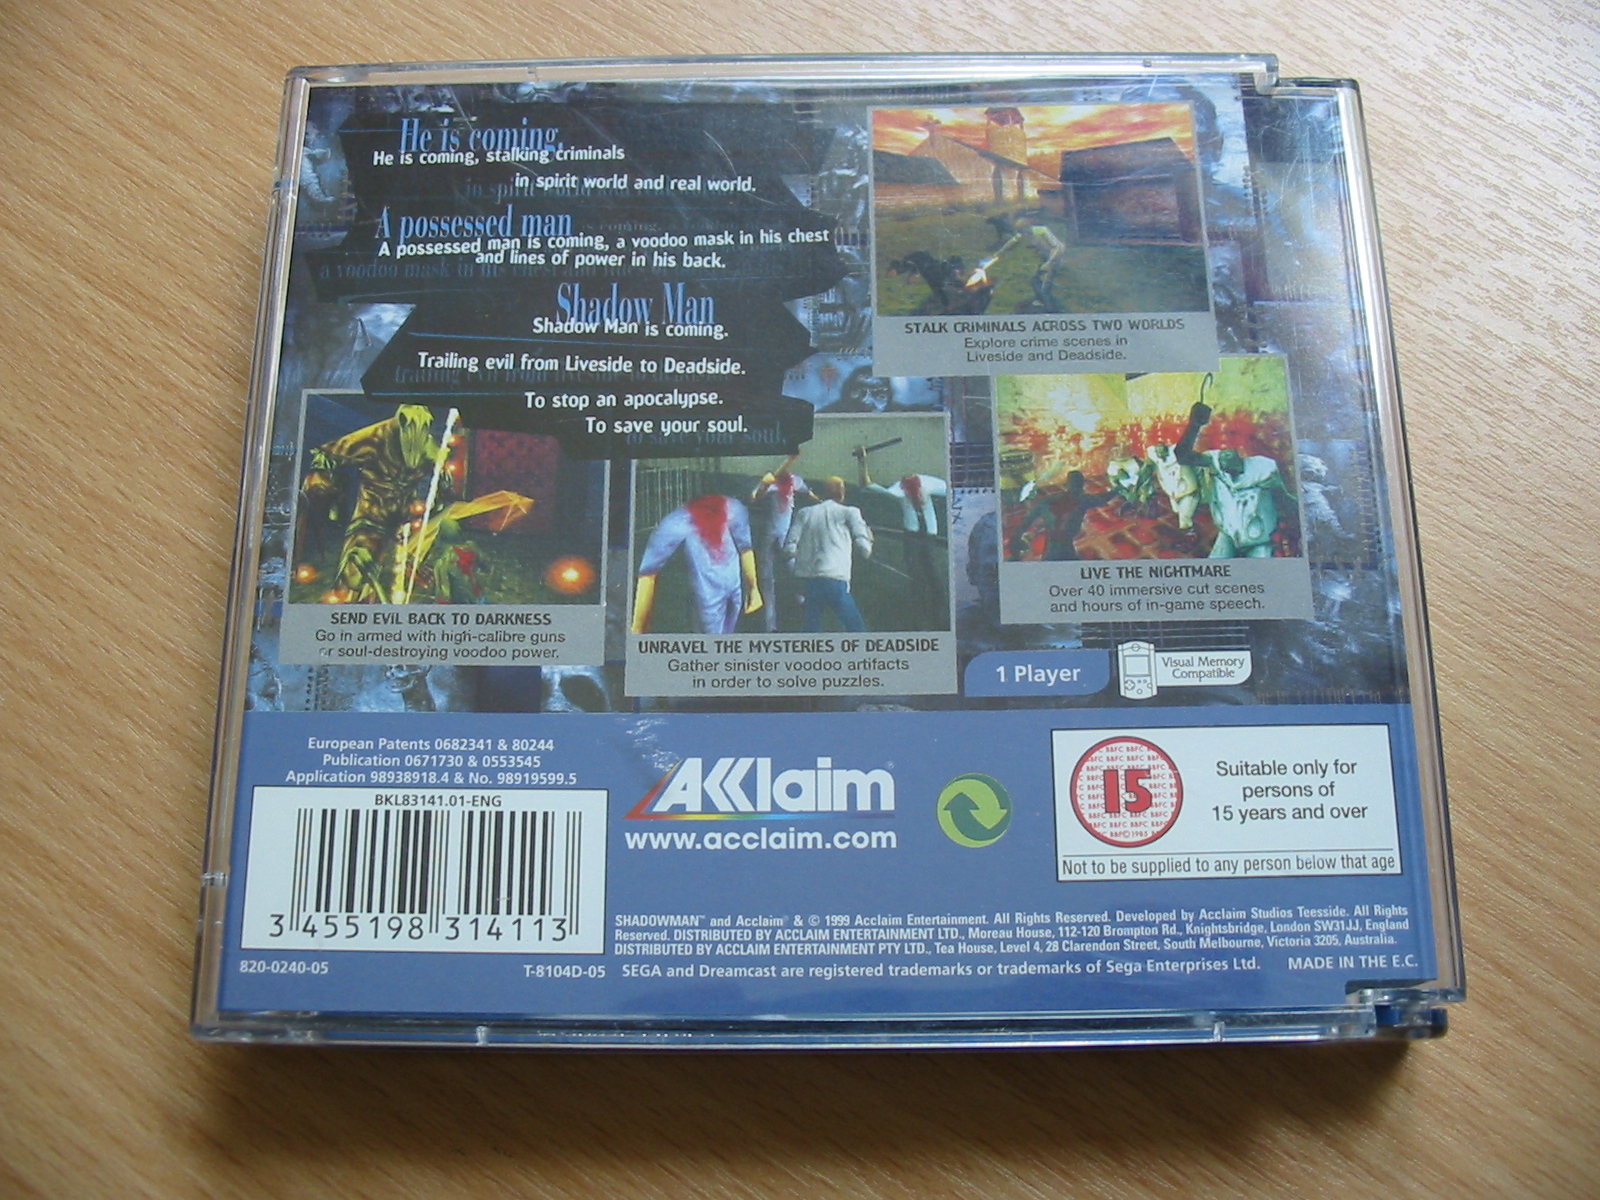 He is coming,
He is coming, stalking criminals
in spirit world and real world.
A possessed man
A possessed man is coming, a voodoo mask in his chest
and lines of power in his back.
Shadow Man
Shadow Man is coming.
Trailing evil from Liveside to Deadside.
To stop an apocalypse.
To save your soul.
STALK CRIMINALS ACROSS TWO WORLDS
Explore crime scenes in
Liveside and Deadside.
SEND EVIL BACK TO DARKNESS
Go in armed with high-calibre guns
or soul-destroying voodoo power.
UNRAVEL THE MYSTERIES OF DEADSIDE
Gather sinister voodoo artifacts
in order to solve puzzles.
LIVE THE NIGHTMARE
Over 40 immersive cut scenes
and hours of in-game speech.
1 Player
Visual Memory
Compatible
European Patents 0682341 & 80244
Publication 0671730 & 0553545
Application 98938918.4 & No. 98919599.5
BKL83141.01-ENG
3 455198 314113
820-0240-05
AKKlaim
www.acclaim.com
15
Suitable only for
persons of
15 years and over
Not to be supplied to any person below that age
SHADOWMAN™ and Acclaim® & © 1999 Acclaim Entertainment. All Rights Reserved. Developed by Acclaim Studios Teesside. All Rights
Reserved. DISTRIBUTED BY ACCLAIM ENTERTAINMENT LTD., Moreau House, 112-120 Brompton Rd., Knightsbridge, London SW31JJ, England
DISTRIBUTED BY ACCLAIM ENTERTAINMENT PTY LTD., Tea House, Level 4, 28 Clarendon Street, South Melbourne, Victoria 3205, Australia.
T-8104D-05 SEGA and Dreamcast are registered trademarks or trademarks of Sega Enterprises Ltd. MADE IN THE E.C.